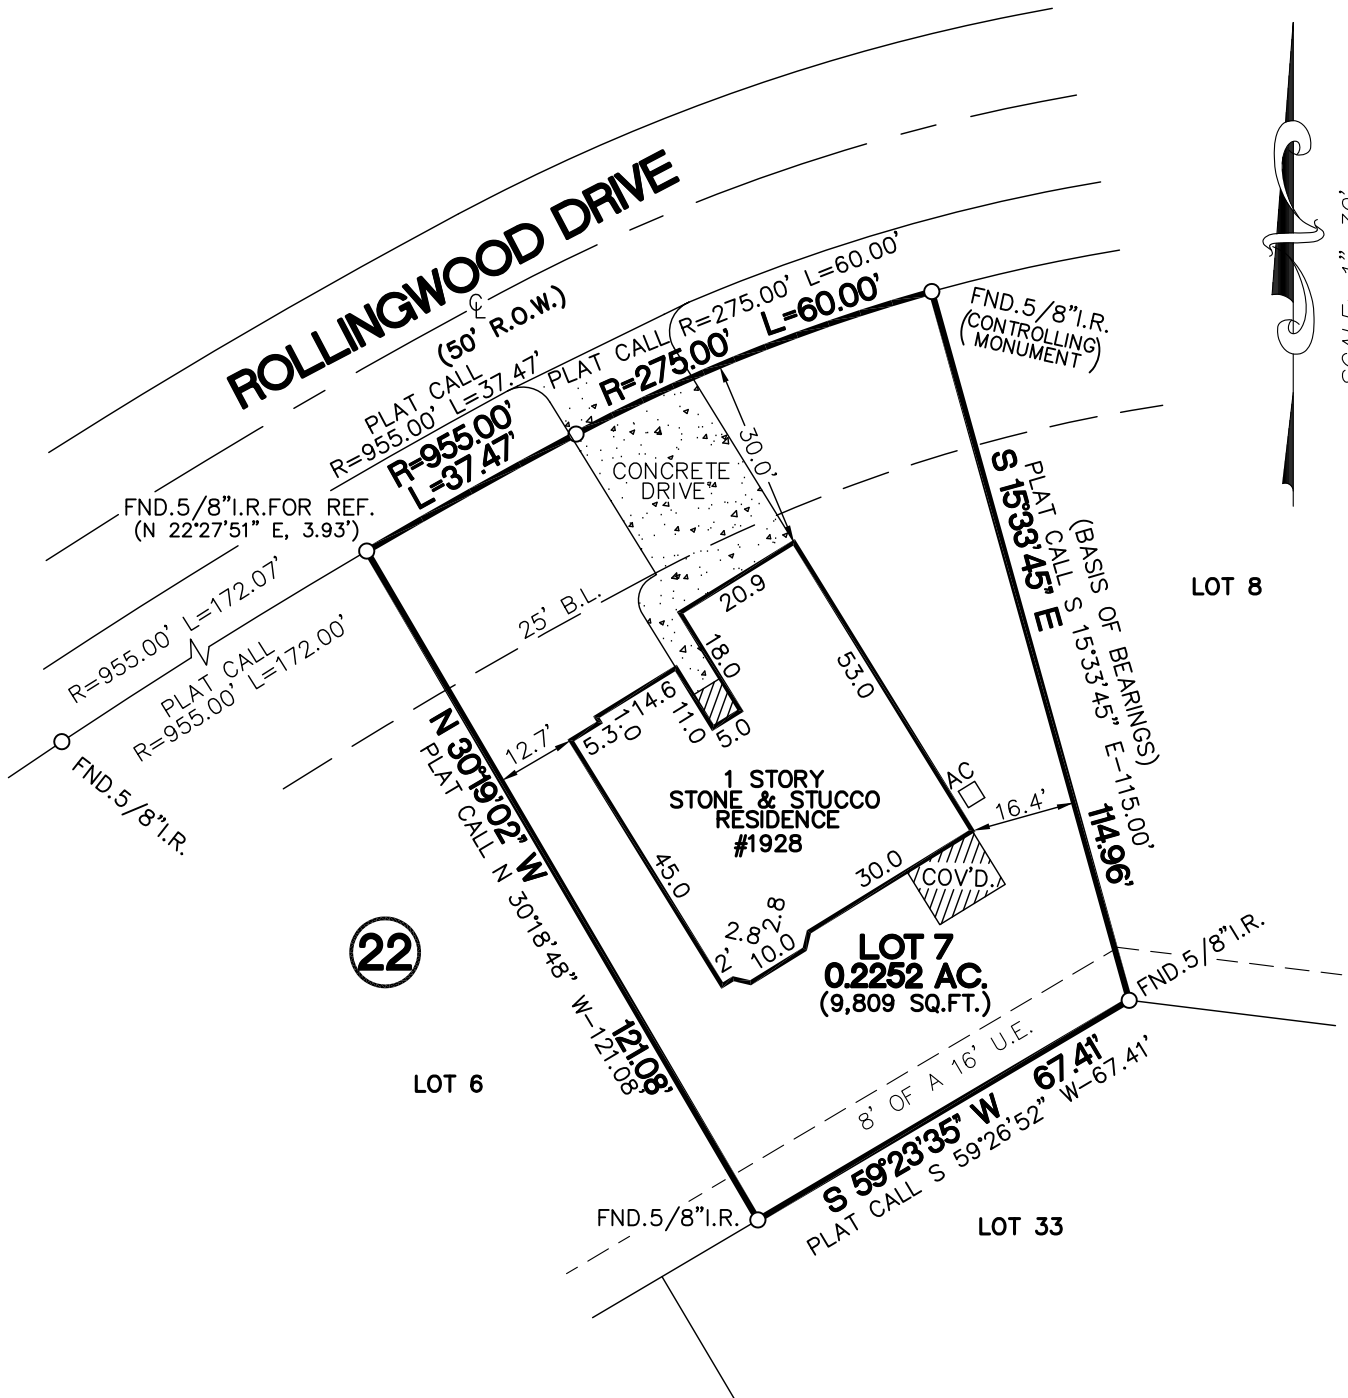 ROLLINGWOOD DRIVE
℄
(50' R.O.W.)
PLAT CALL
R=955.00' L=37.47'
R=955.00'
L=37.47'
PLAT CALL R=275.00' L=60.00'
R=275.00' L=60.00'
FND.5/8"I.R.
(CONTROLLING
MONUMENT)
FND.5/8"I.R.FOR REF.
(N 22°27'51" E, 3.93')
R=955.00' L=172.07'
PLAT CALL
R=955.00' L=172.00'
FND.5/8"I.R.
CONCRETE
DRIVE
30.0'
25' B.L.
20.9
18.0
53.0
14.6
11.0
5.0
5.3
1.0
12.7'
45.0
1 STORY
STONE & STUCCO
RESIDENCE
#1928
AC
16.4'
30.0
COV'D.
2.8
2.8
10.0
2'
S 15°33'45" E 114.96'
PLAT CALL S 15°33'45" E-115.00'
(BASIS OF BEARINGS)
LOT 8
N 30°19'02" W 121.08'
PLAT CALL N 30°18'48" W-121.08'
22
LOT 7
0.2252 AC.
(9,809 SQ.FT.)
FND.5/8"I.R.
8' OF A 16' U.E.
S 59°23'35" W 67.41'
PLAT CALL S 59°26'52" W-67.41'
LOT 6
FND.5/8"I.R.
LOT 33